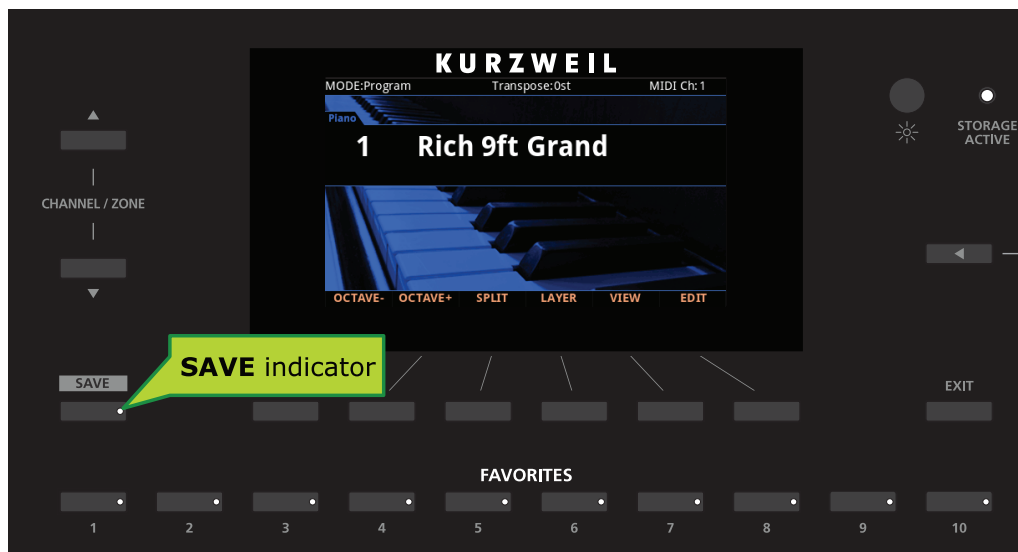 KURZWEIL
MODE:Program Transpose:0st MIDI Ch:1
Piano
1 Rich 9ft Grand
STORAGE
ACTIVE
CHANNEL / ZONE
OCTAVE- OCTAVE+ SPLIT LAYER VIEW EDIT
SAVE indicator
SAVE
EXIT
FAVORITES
1 2 3 4 5 6 7 8 9 10